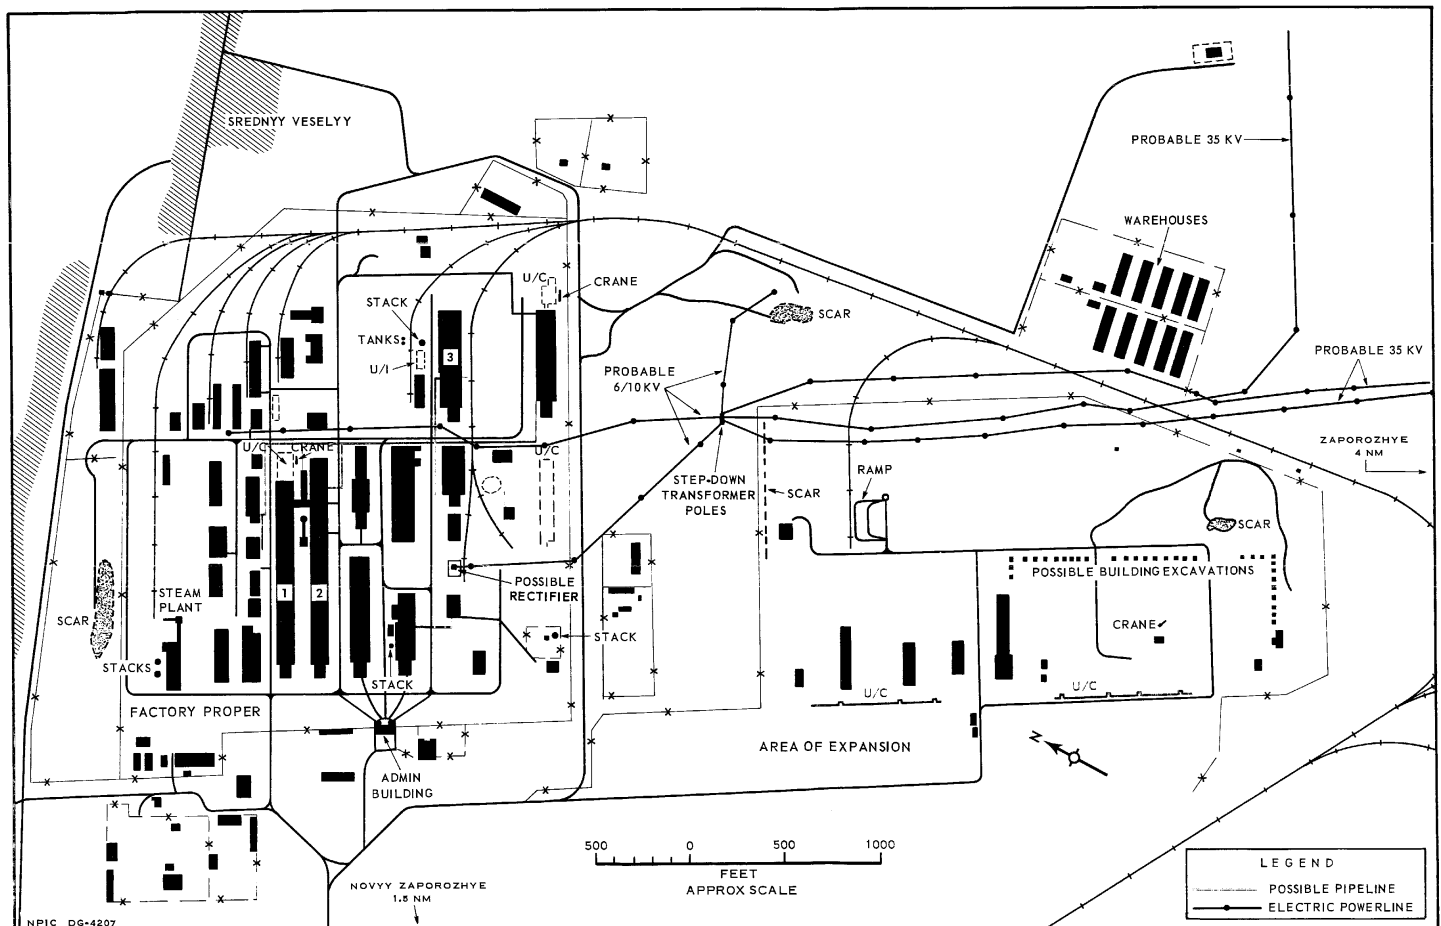 SREDNYY VESELYY
PROBABLE 35 KV
WAREHOUSES
U/C
CRANE
STACK
TANKS
U/I
3
SCAR
PROBABLE
6/10 KV
PROBABLE 35 KV
ZAPOROZHYE
4 NM
U/C
CRANE
U/C
STEP-DOWN
TRANSFORMER
POLES
SCAR
RAMP
SCAR
POSSIBLE BUILDING EXCAVATIONS
POSSIBLE
RECTIFIER
1
2
STEAM
PLANT
SCAR
STACKS
STACK
STACK
CRANE
U/C
U/C
FACTORY PROPER
AREA OF EXPANSION
N
ADMIN
BUILDING
500 0 500 1000
FEET
APPROX SCALE
NOVYY ZAPOROZHYE
1.5 NM
LEGEND
POSSIBLE PIPELINE
ELECTRIC POWERLINE
NPIC DG-4207